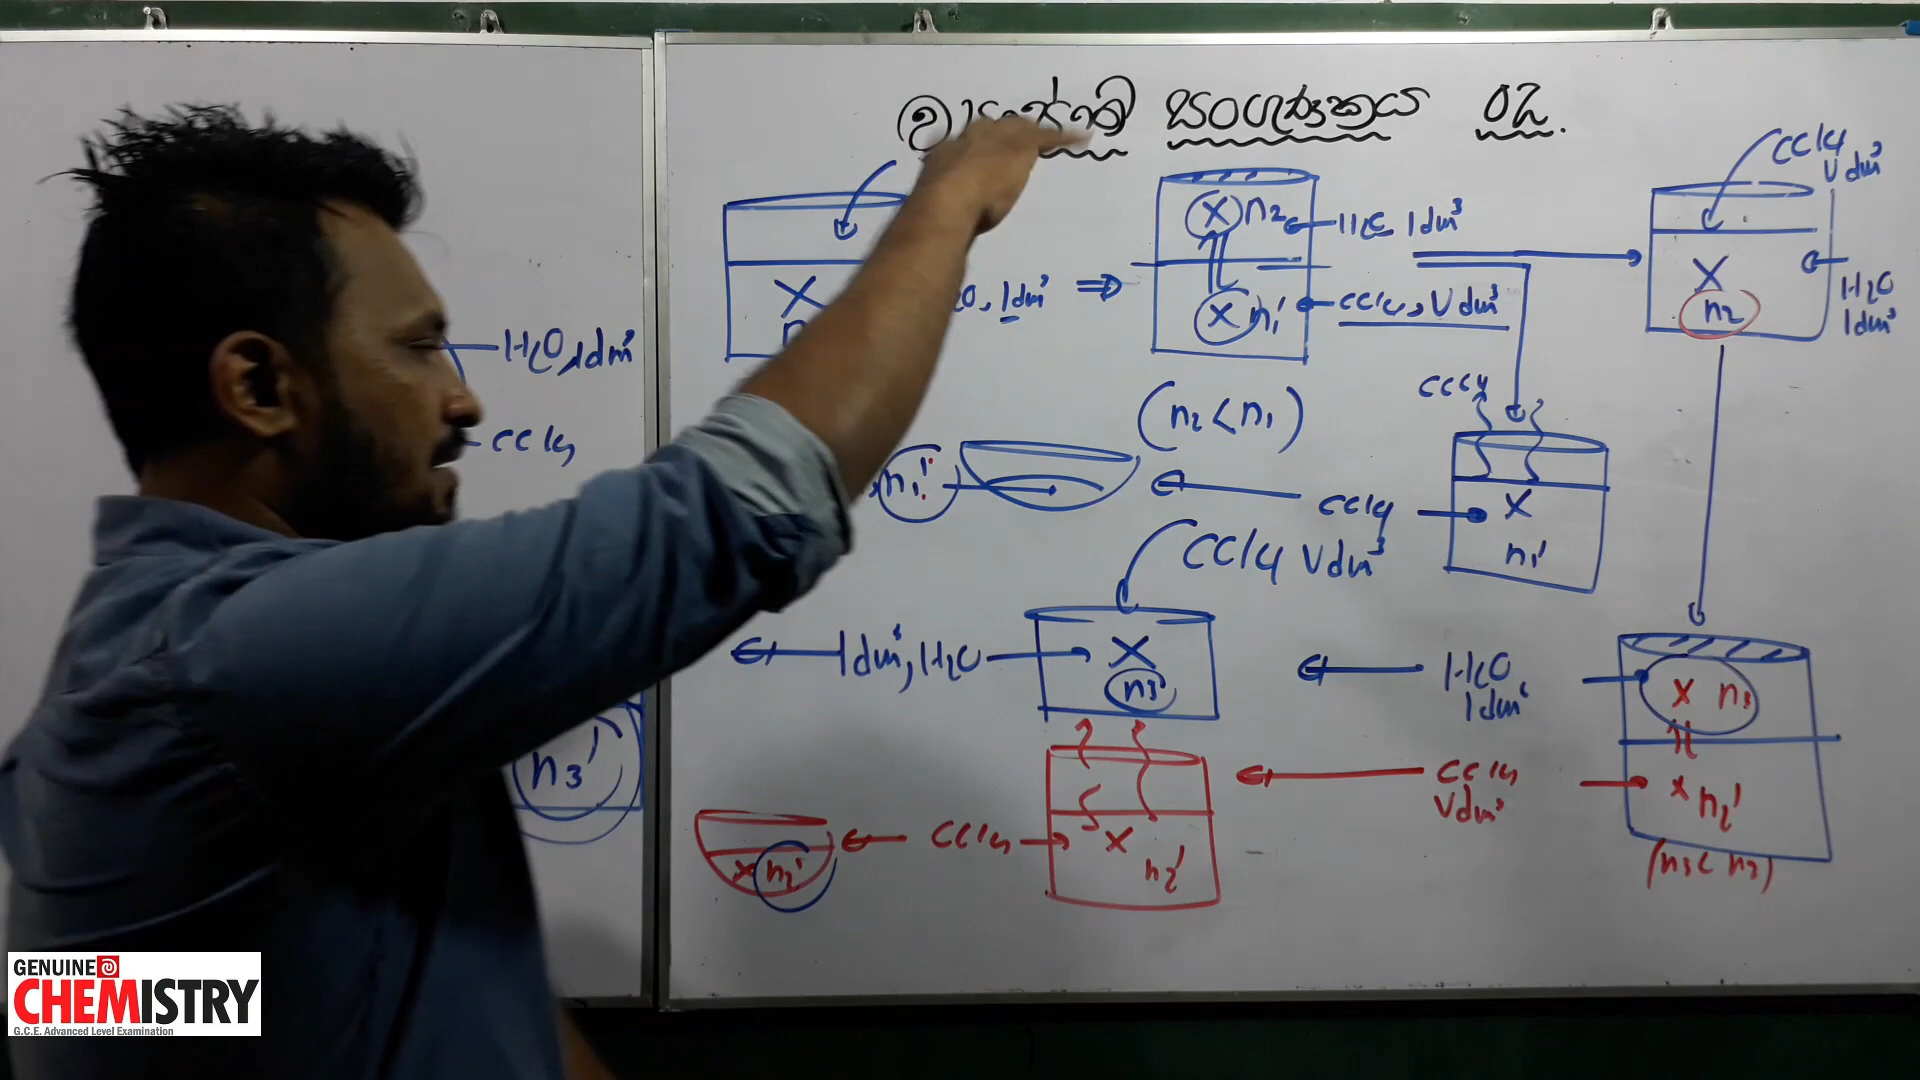 සංගුණකය 02.
CCl4
V dm³
X n2
H2O 1dm³
X
n2
H2O
1dm³
O, 1dm³ ⇒
X n1'
CCl4, V dm³
H2O, 1dm³
CCl4
(n2 < n1)
CCl4
n1'
CCl4
X
n1'
CCl4 V dm³
1dm³, H2O
X
n3'
H2O
1dm³
X n3
n3'
CCl4
V dm³
X n2'
CCl4
X
n2'
X n2'
(n3 < n2)
GENUINE
CHEMISTRY
G.C.E. Advanced Level Examination